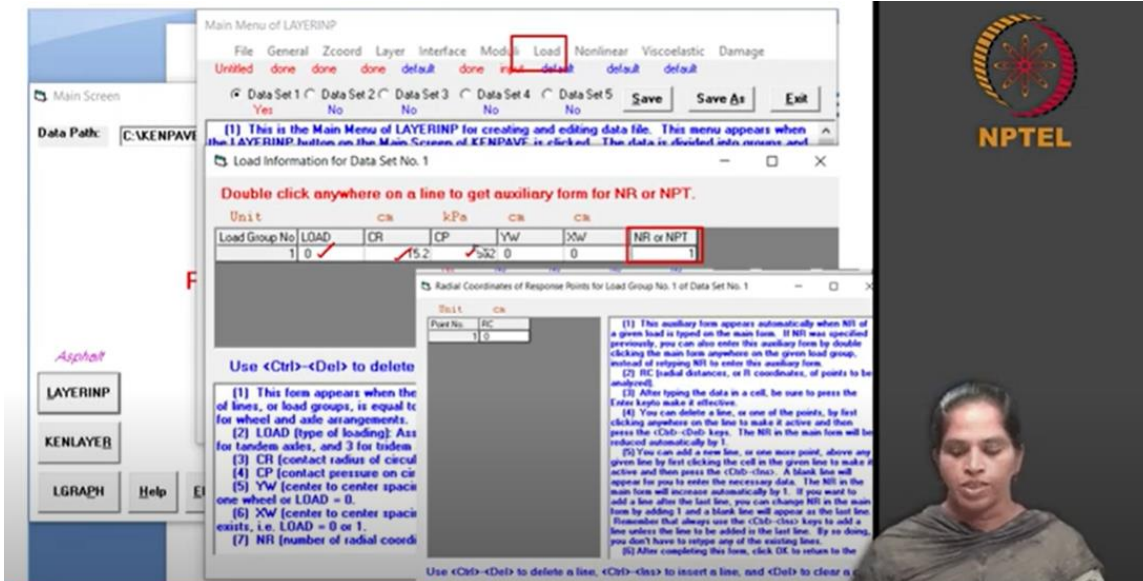 Main Menu of LAYERINP
File General Zcoord Layer Interface Moduli Load Nonlinear Viscoelastic Damage
Untitled done done done default done input default default default
Data Set 1 Data Set 2 Data Set 3 Data Set 4 Data Set 5 Save Save As Exit
Yes No No No No
(1) This is the Main Menu of LAYERINP for creating and editing data file. This menu appears when
the LAYERINP button on the Main Screen of KENPAVE is clicked. The data is divided into groups and
Main Screen
Data Path: C:\KENPAVE
Asphalt
LAYERINP
KENLAYER
LGRAPH Help
Load Information for Data Set No. 1
Double click anywhere on a line to get auxiliary form for NR or NPT.
Unit cm kPa cm cm
Load Group No LOAD CR CP YW XW NR or NPT
1 0 15.2 552 0 0 1
Use <Ctrl>-<Del> to delete
(1) This form appears when the
of lines, or load groups, is equal to
for wheel and axle arrangements.
(2) LOAD (type of loading): Ass
for tandem axles, and 3 for tridem
(3) CR (contact radius of circul
(4) CP (contact pressure on cir
(5) YW (center to center spacin
one wheel or LOAD = 0.
(6) XW (center to center spacin
exists, i.e. LOAD = 0 or 1.
(7) NR (number of radial coordi
Radial Coordinates of Response Points for Load Group No. 1 of Data Set No. 1
Unit cm
Point No. RC
1 0
(1) This auxiliary form appears automatically when NR of
a given load is typed on the main form. If NR was specified
previously, you can also enter this auxiliary form by double
clicking the main form anywhere on the given load group,
instead of retyping NR to enter this auxiliary form.
(2) RC (radial distances, or R coordinates, of points to be
analyzed).
(3) After typing the data in a cell, be sure to press the
Enter key to make it effective.
(4) You can delete a line, or one of the points, by first
clicking anywhere on the line to make it active and then
press the <Ctrl>-<Del> keys. The NR in the main form will be
reduced automatically by 1.
(5) You can add a new line, or one more point, above any
given line by first clicking the cell in the given line to make it
active and then press the <Ctrl>-<Ins>. A blank line will
appear for you to enter the necessary data. The NR in the
main form will increase automatically by 1. If you want to
add a line after the last line, you can change NR in the main
form by adding 1 and a blank line will appear as the last line.
Remember that always use the <Ctrl>-<Ins> keys to add a
line unless the line to be added is the last line. By so doing,
you don't have to retype any of the existing lines.
(6) After completing this form, click OK to return to the
Use <Ctrl>-<Del> to delete a line, <Ctrl>-<Ins> to insert a line, and <Del> to clear a
NPTEL